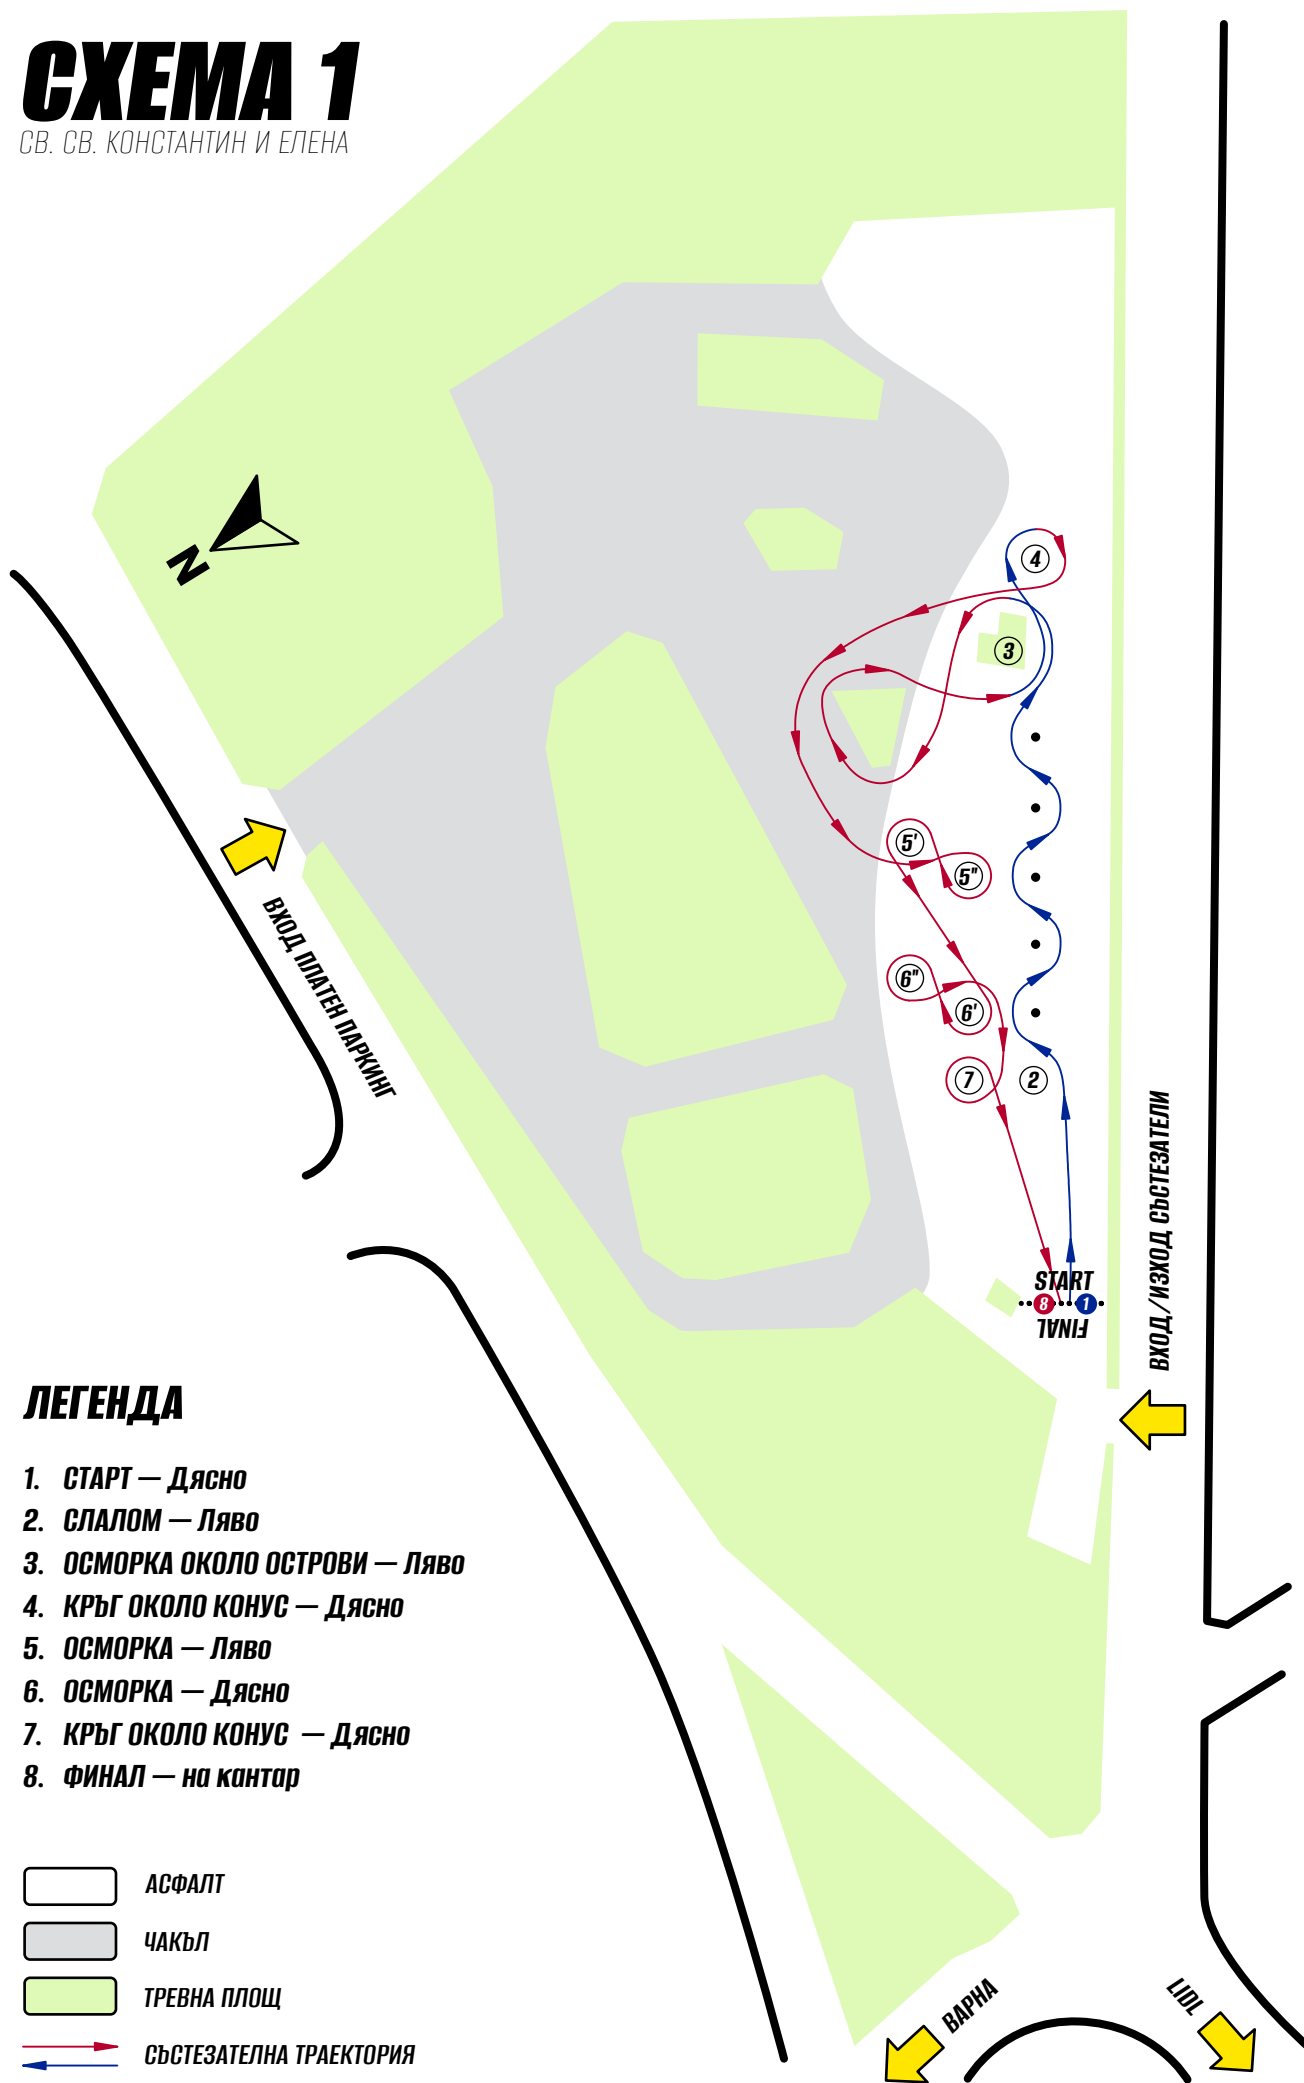 СХЕМА 1
СВ. СВ. КОНСТАНТИН И ЕЛЕНА
N
4
3
5'
5"
6"
6'
7
2
ВХОД ПЛАТЕН ПАРКИНГ
ВХОД/ИЗХОД СЪСТЕЗАТЕЛИ
START
8
1
FINAL
ЛЕГЕНДА
1. СТАРТ — Дясно
2. СЛАЛОМ — Ляво
3. ОСМОРКА ОКОЛО ОСТРОВИ — Ляво
4. КРЪГ ОКОЛО КОНУС — Дясно
5. ОСМОРКА — Ляво
6. ОСМОРКА — Дясно
7. КРЪГ ОКОЛО КОНУС — Дясно
8. ФИНАЛ — на кантар
АСФАЛТ
ЧАКЪЛ
ТРЕВНА ПЛОЩ
СЪСТЕЗАТЕЛНА ТРАЕКТОРИЯ
ВАРНА
LIDL